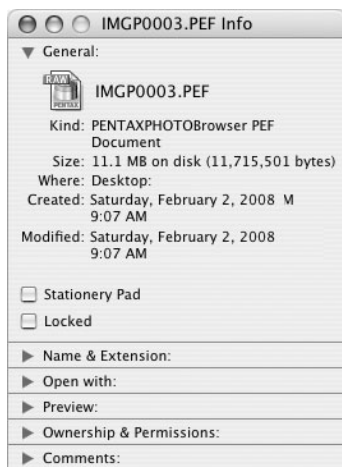 IMGP0003.PEF Info
General:
RAW
PENTAX
IMGP0003.PEF
Kind: PENTAXPHOTOBrowser PEF
Document
Size: 11.1 MB on disk (11,715,501 bytes)
Where: Desktop:
Created: Saturday, February 2, 2008 M
9:07 AM
Modified: Saturday, February 2, 2008
9:07 AM
Stationery Pad
Locked
Name & Extension:
Open with:
Preview:
Ownership & Permissions:
Comments: